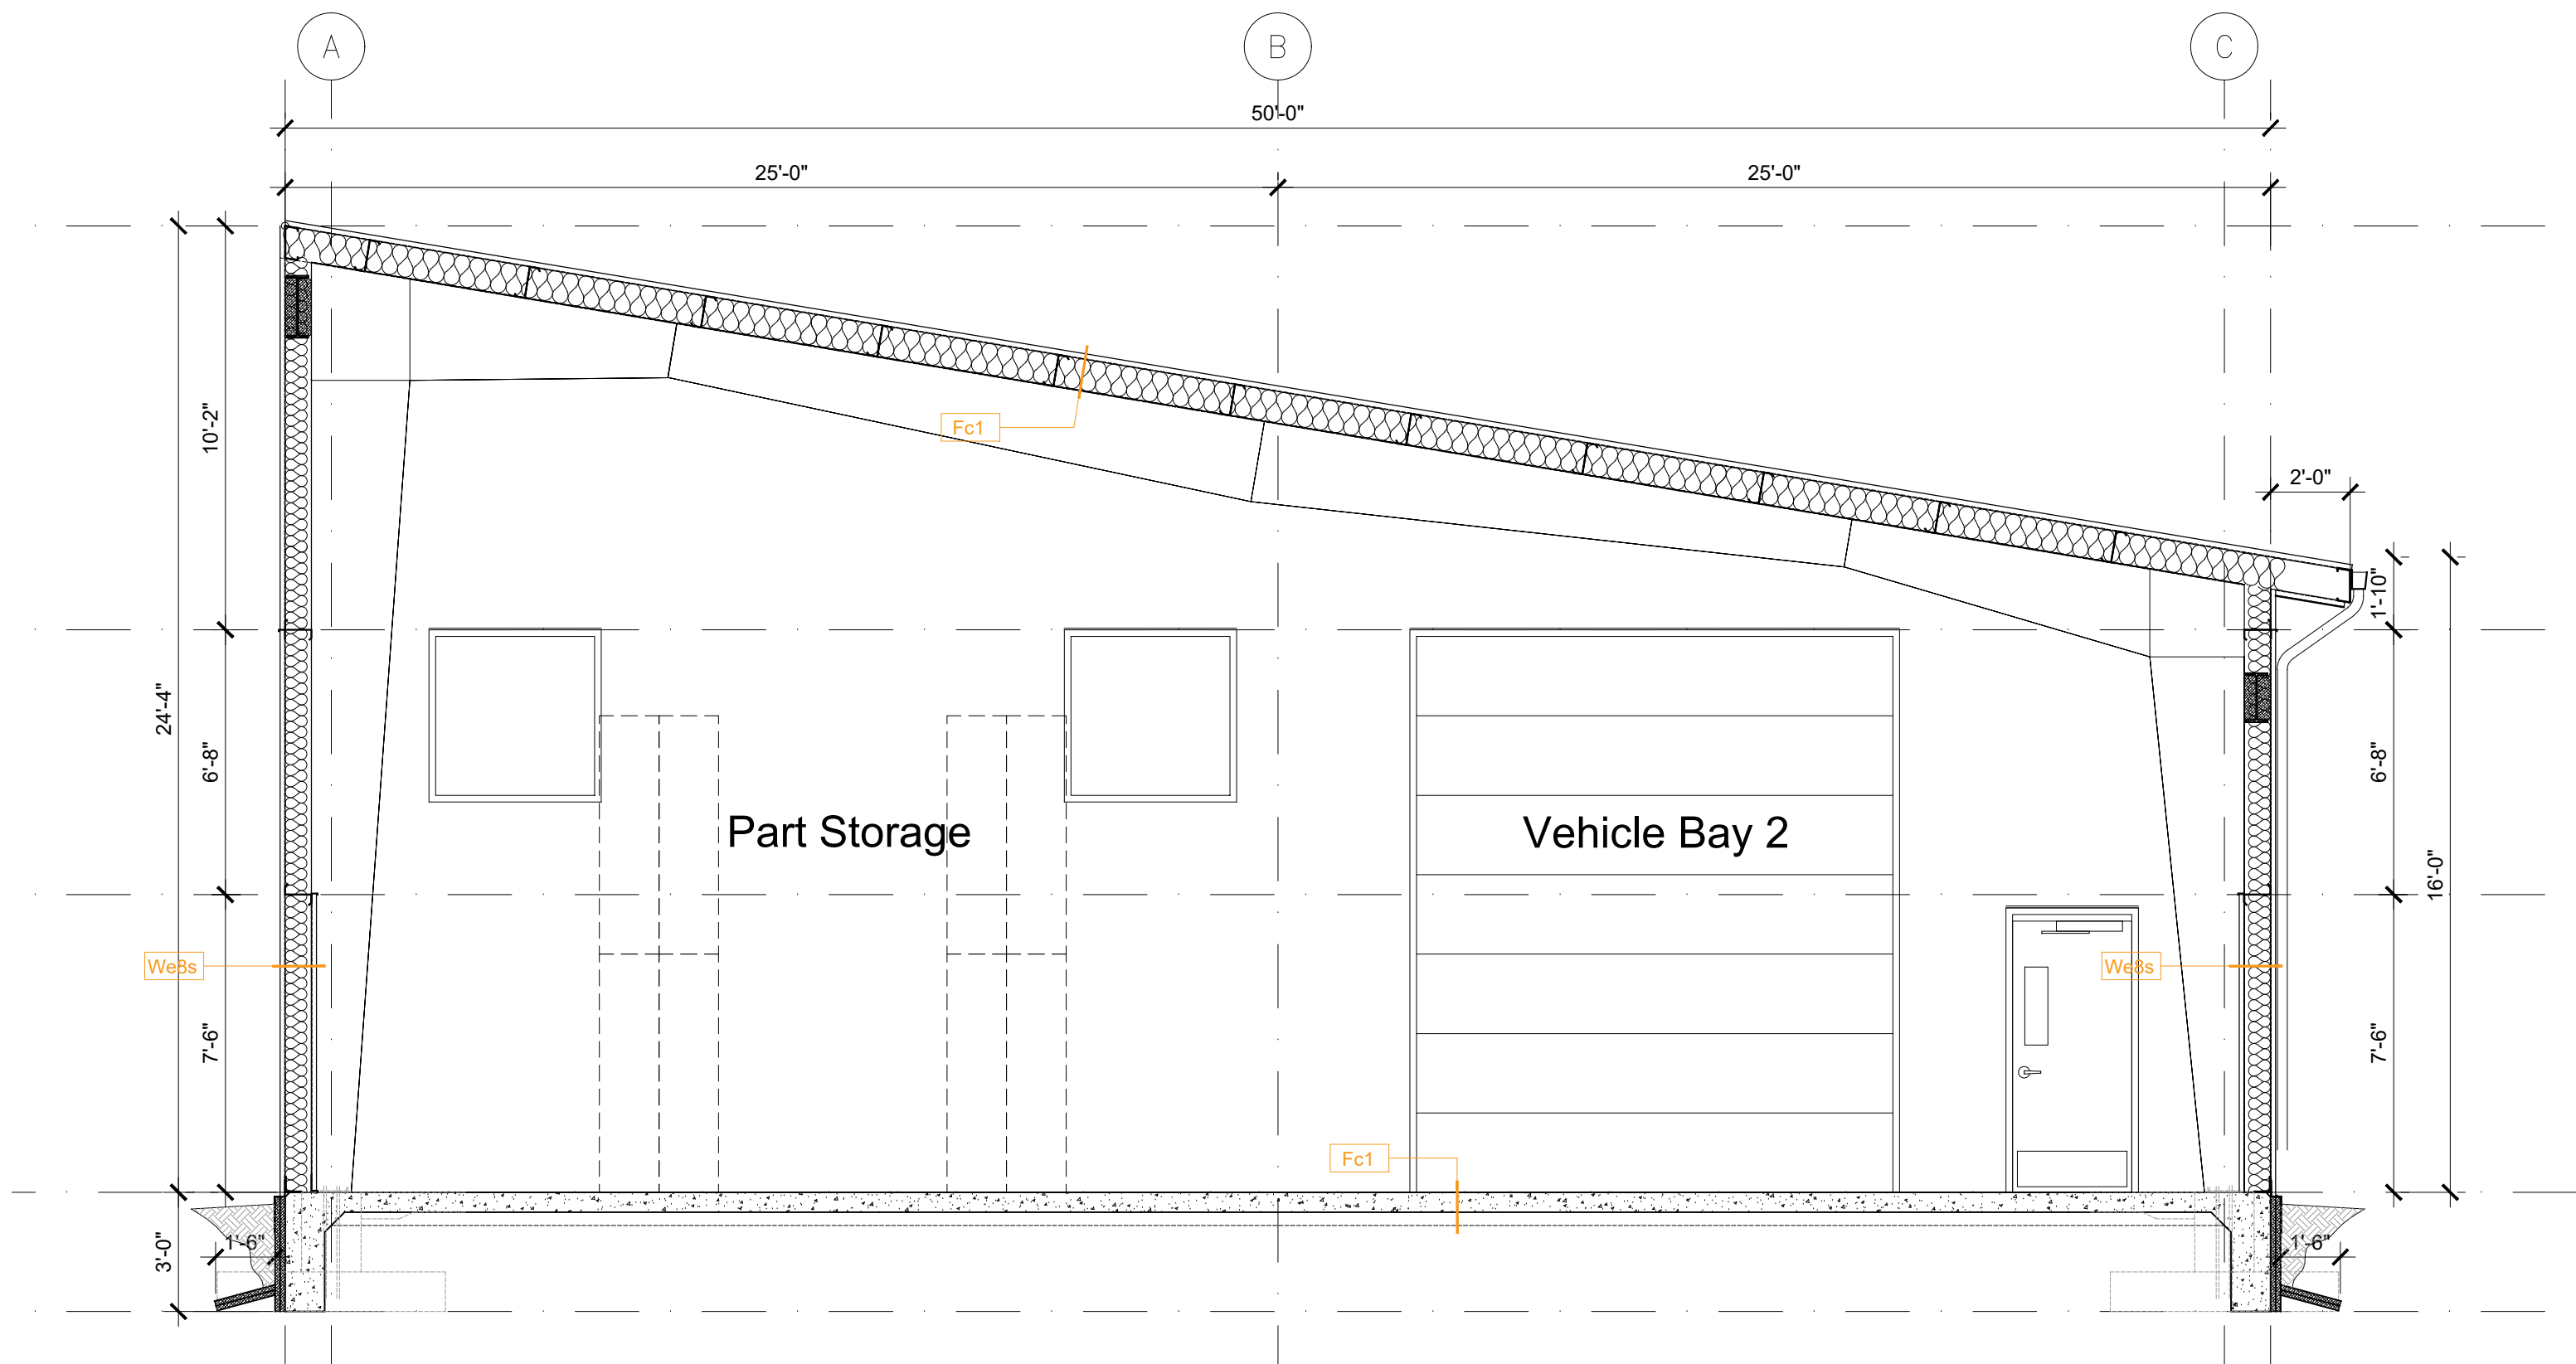 A
B
C
50'-0"
25'-0"
25'-0"
10'-2"
Fc1
2'-0"
1'-10"
24'-4"
6'-8"
6'-8"
Part Storage
Vehicle Bay 2
16'-0"
We8s
We8s
7'-6"
7'-6"
Fc1
3'-0"
1'-6"
1'-6"